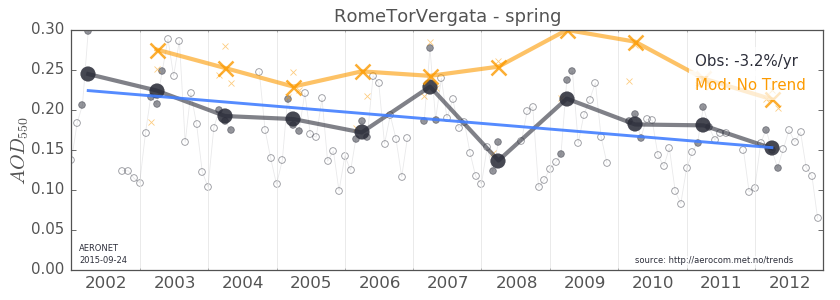 RomeTorVergata - spring
0.30
0.25
0.20
0.15
0.10
0.05
0.00
AOD550
Obs: -3.2%/yr
Mod: No Trend
AERONET
2015-09-24
source: http://aerocom.met.no/trends
2002 2003 2004 2005 2006 2007 2008 2009 2010 2011 2012